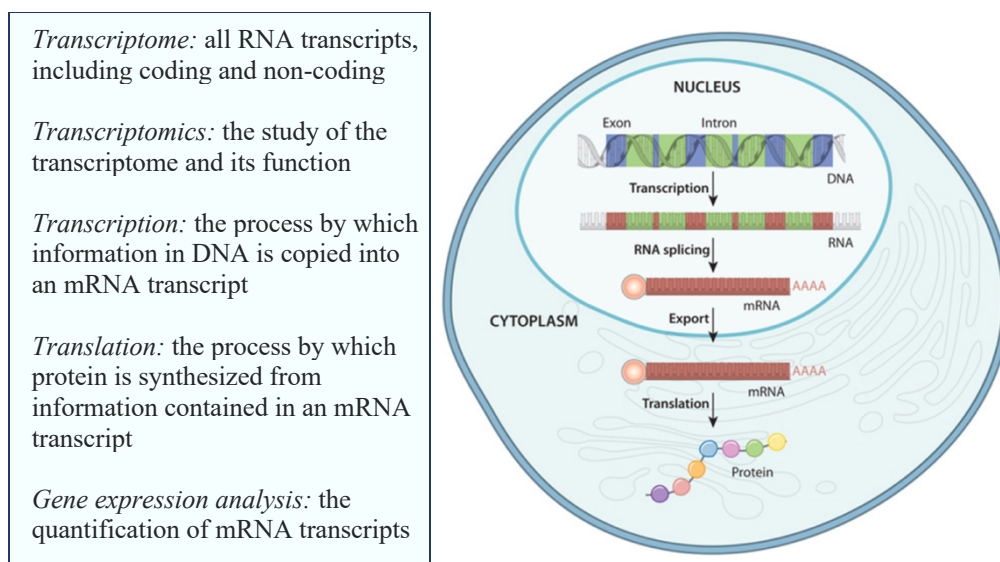 Transcriptome: all RNA transcripts,
including coding and non-coding
Transcriptomics: the study of the
transcriptome and its function
Transcription: the process by which
information in DNA is copied into
an mRNA transcript
Translation: the process by which
protein is synthesized from
information contained in an mRNA
transcript
Gene expression analysis: the
quantification of mRNA transcripts
NUCLEUS
Exon
Intron
DNA
Transcription
RNA
RNA splicing
AAAA
mRNA
CYTOPLASM
Export
AAAA
mRNA
Translation
Protein